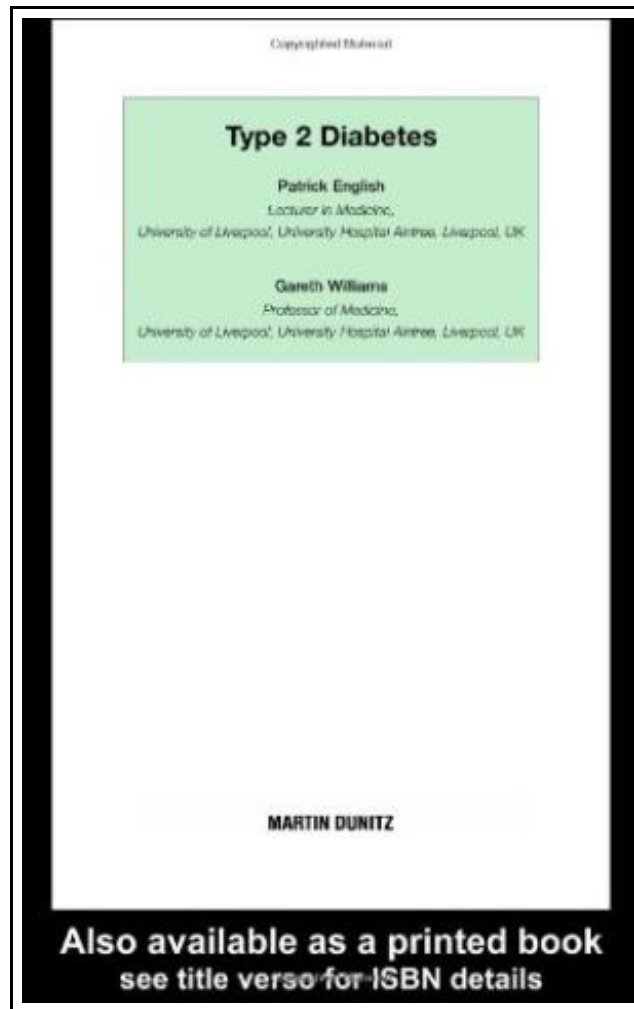 Copyrighted Material
Type 2 Diabetes
Patrick English
Lecturer in Medicine,
University of Liverpool, University Hospital Aintree, Liverpool, UK
Gareth Williams
Professor of Medicine,
University of Liverpool, University Hospital Aintree, Liverpool, UK
MARTIN DUNITZ
Also available as a printed book
see title verso for ISBN details